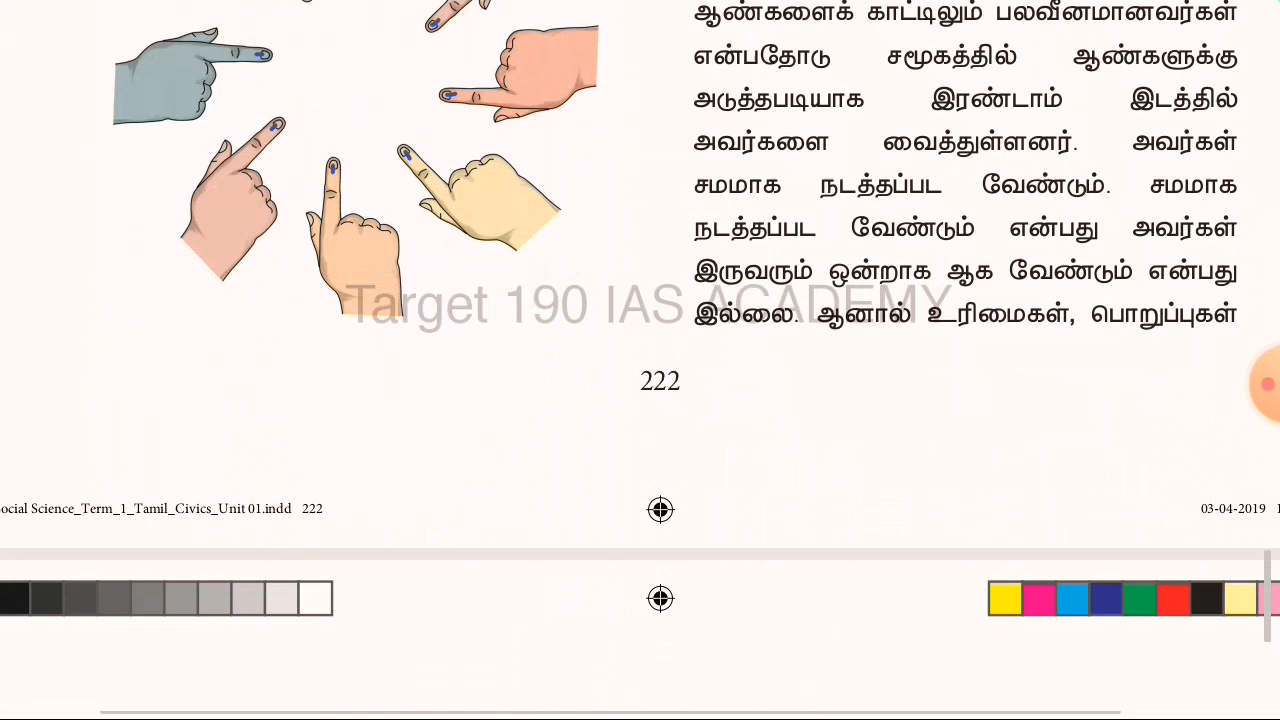 ஆண்களைக் காட்டிலும் பலவீனமானவர்கள்
என்பதோடு சமூகத்தில் ஆண்களுக்கு
அடுத்தபடியாக இரண்டாம் இடத்தில்
அவர்களை வைத்துள்ளனர். அவர்கள்
சமமாக நடத்தப்பட வேண்டும். சமமாக
நடத்தப்பட வேண்டும் என்பது அவர்கள்
இருவரும் ஒன்றாக ஆக வேண்டும் என்பது
Target 190 IAS ACADEMY
இல்லை. ஆனால் உரிமைகள், பொறுப்புகள்
222
ocial Science_Term_1_Tamil_Civics_Unit 01.indd 222
03-04-2019